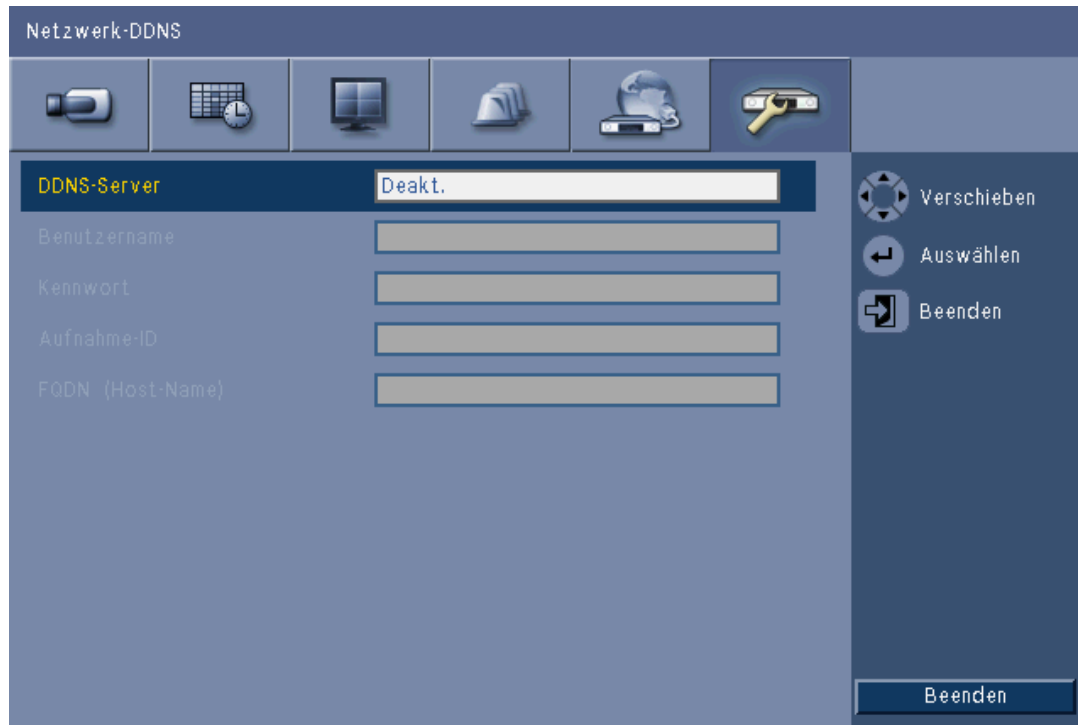 Netzwerk-DDNS
DDNS-Server Deakt.
Benutzername
Kennwort
Aufnahme-ID
FQDN (Host-Name)
Verschieben
Auswählen
Beenden
Beenden